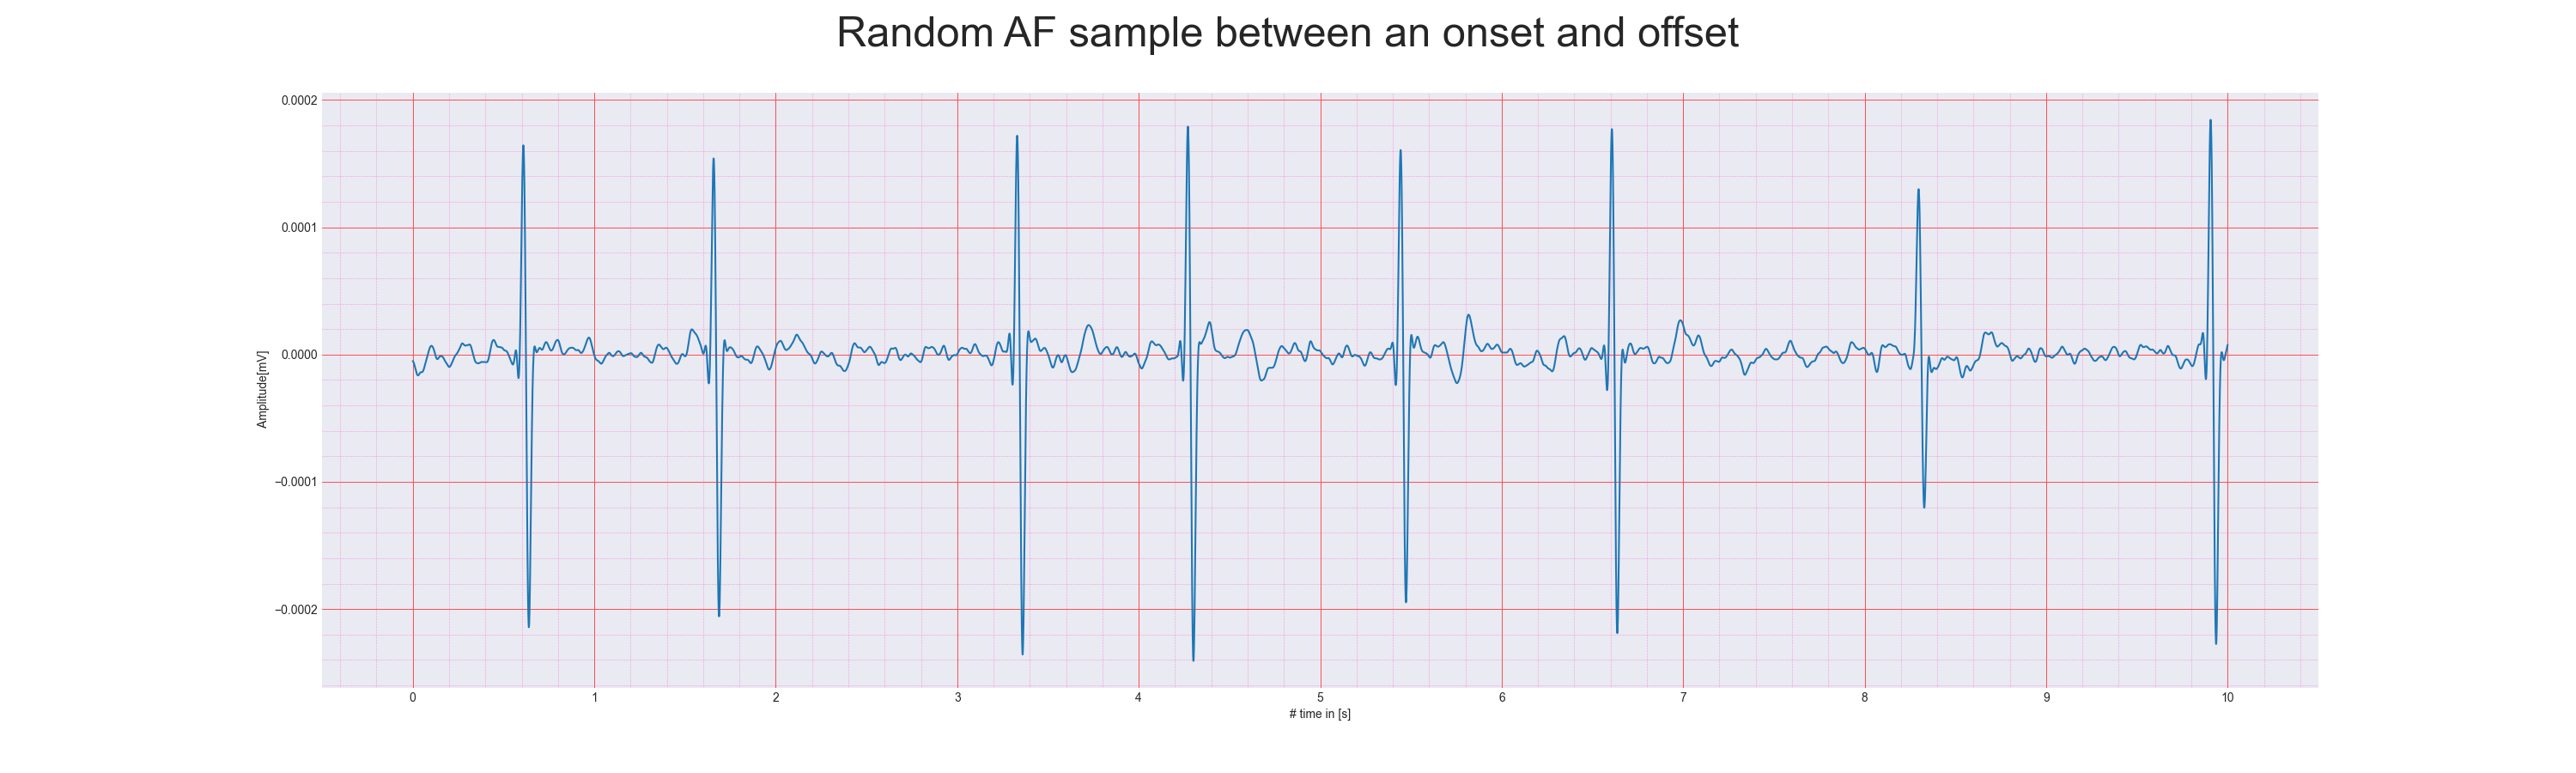 Random AF sample between an onset and offset
0.0002
0.0001
0.0000
−0.0001
−0.0002
Amplitude[mV]
0 1 2 3 4 5 6 7 8 9 10
# time in [s]